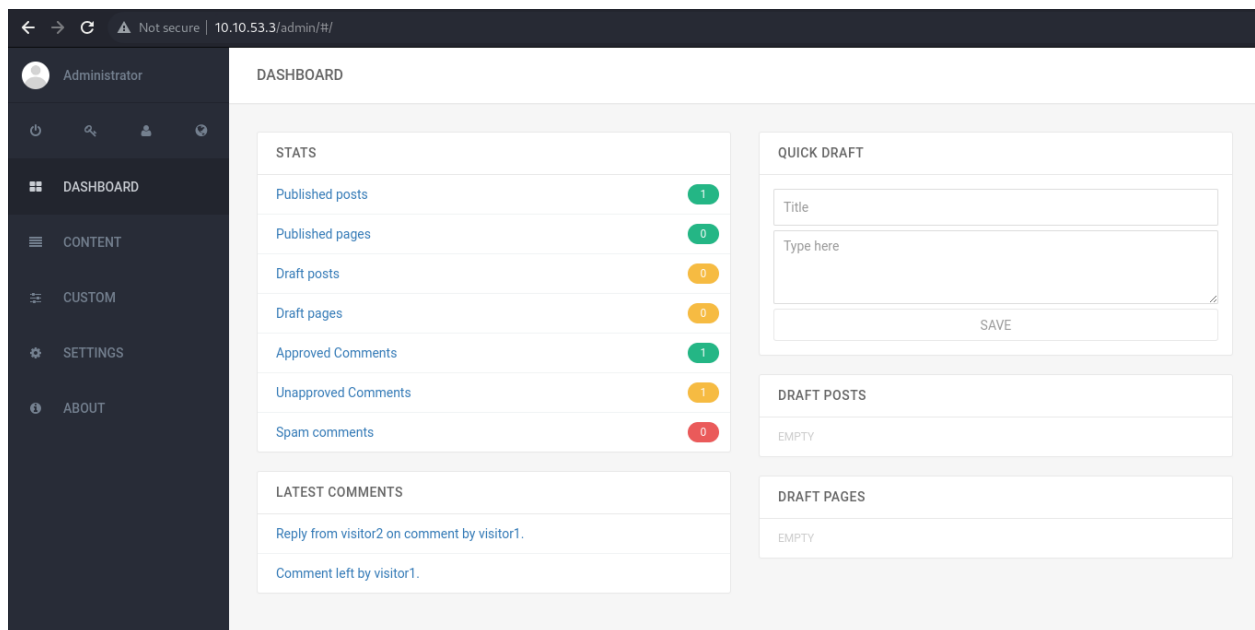 Not secure | 10.10.53.3/admin/#/
Administrator
DASHBOARD
CONTENT
CUSTOM
SETTINGS
ABOUT
DASHBOARD
STATS
Published posts 1
Published pages 0
Draft posts 0
Draft pages 0
Approved Comments 1
Unapproved Comments 1
Spam comments 0
LATEST COMMENTS
Reply from visitor2 on comment by visitor1.
Comment left by visitor1.
QUICK DRAFT
Title
Type here
SAVE
DRAFT POSTS
EMPTY
DRAFT PAGES
EMPTY